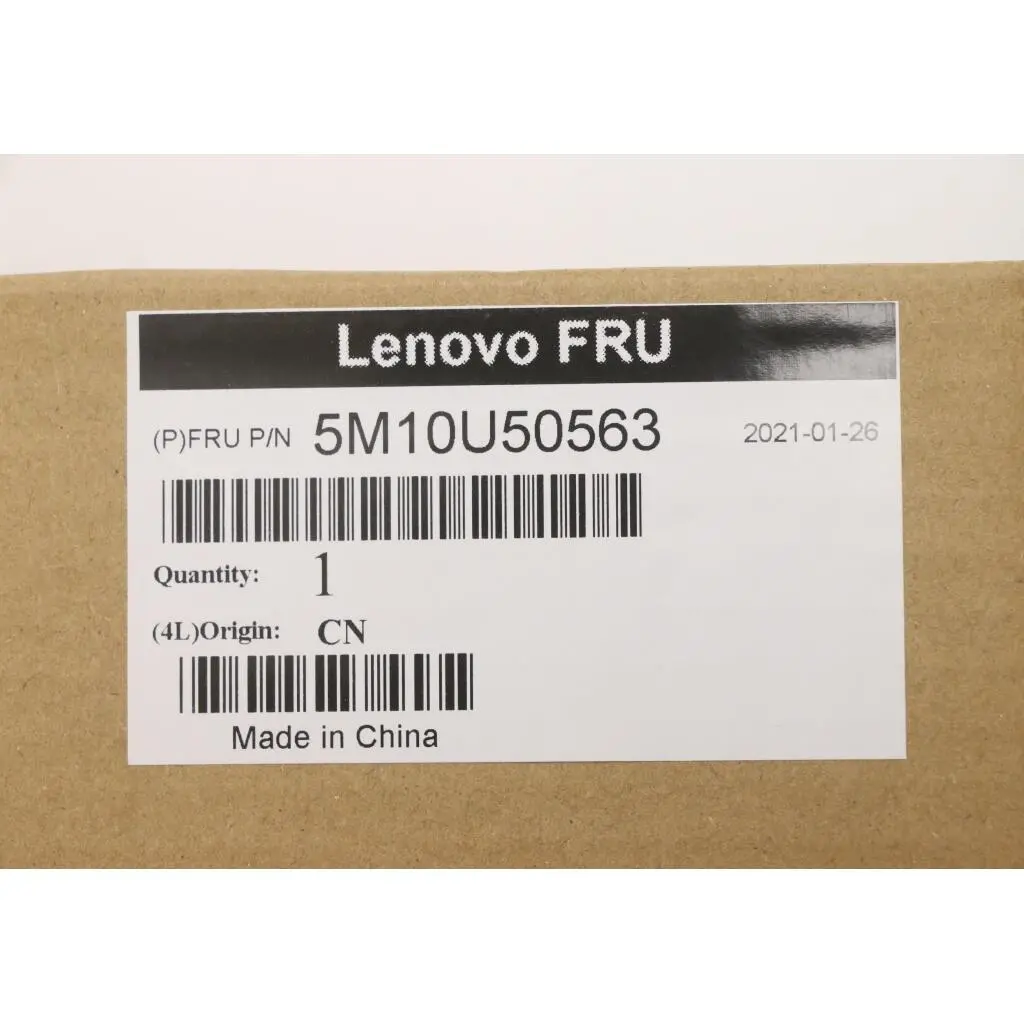 Lenovo FRU
(P)FRU P/N 5M10U50563 2021-01-26
Quantity: 1
(4L)Origin: CN
Made in China